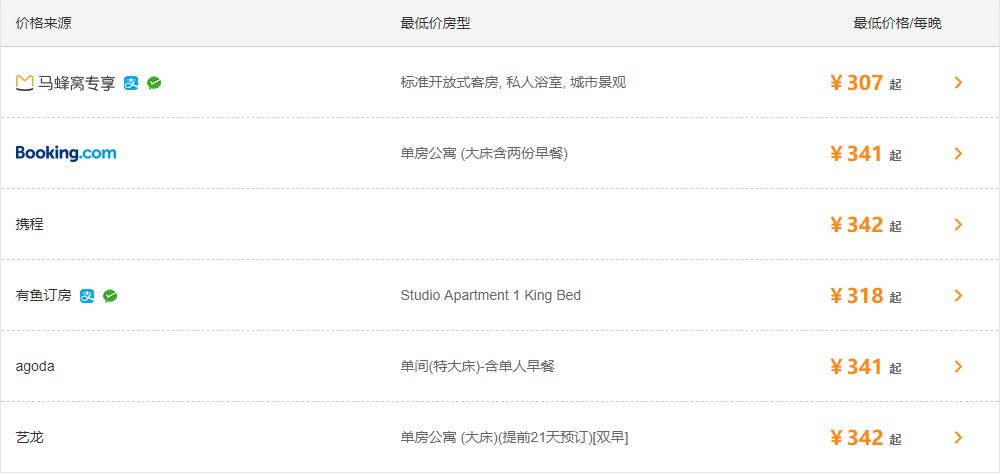 价格来源 最低价房型 最低价格/每晚
马蜂窝专享 支 标准开放式客房, 私人浴室, 城市景观 ¥307 起
Booking.com 单房公寓 (大床含两份早餐) ¥341 起
携程 ¥342 起
有鱼订房 支 Studio Apartment 1 King Bed ¥318 起
agoda 单间(特大床)-含单人早餐 ¥341 起
艺龙 单房公寓 (大床)(提前21天预订)[双早] ¥342 起